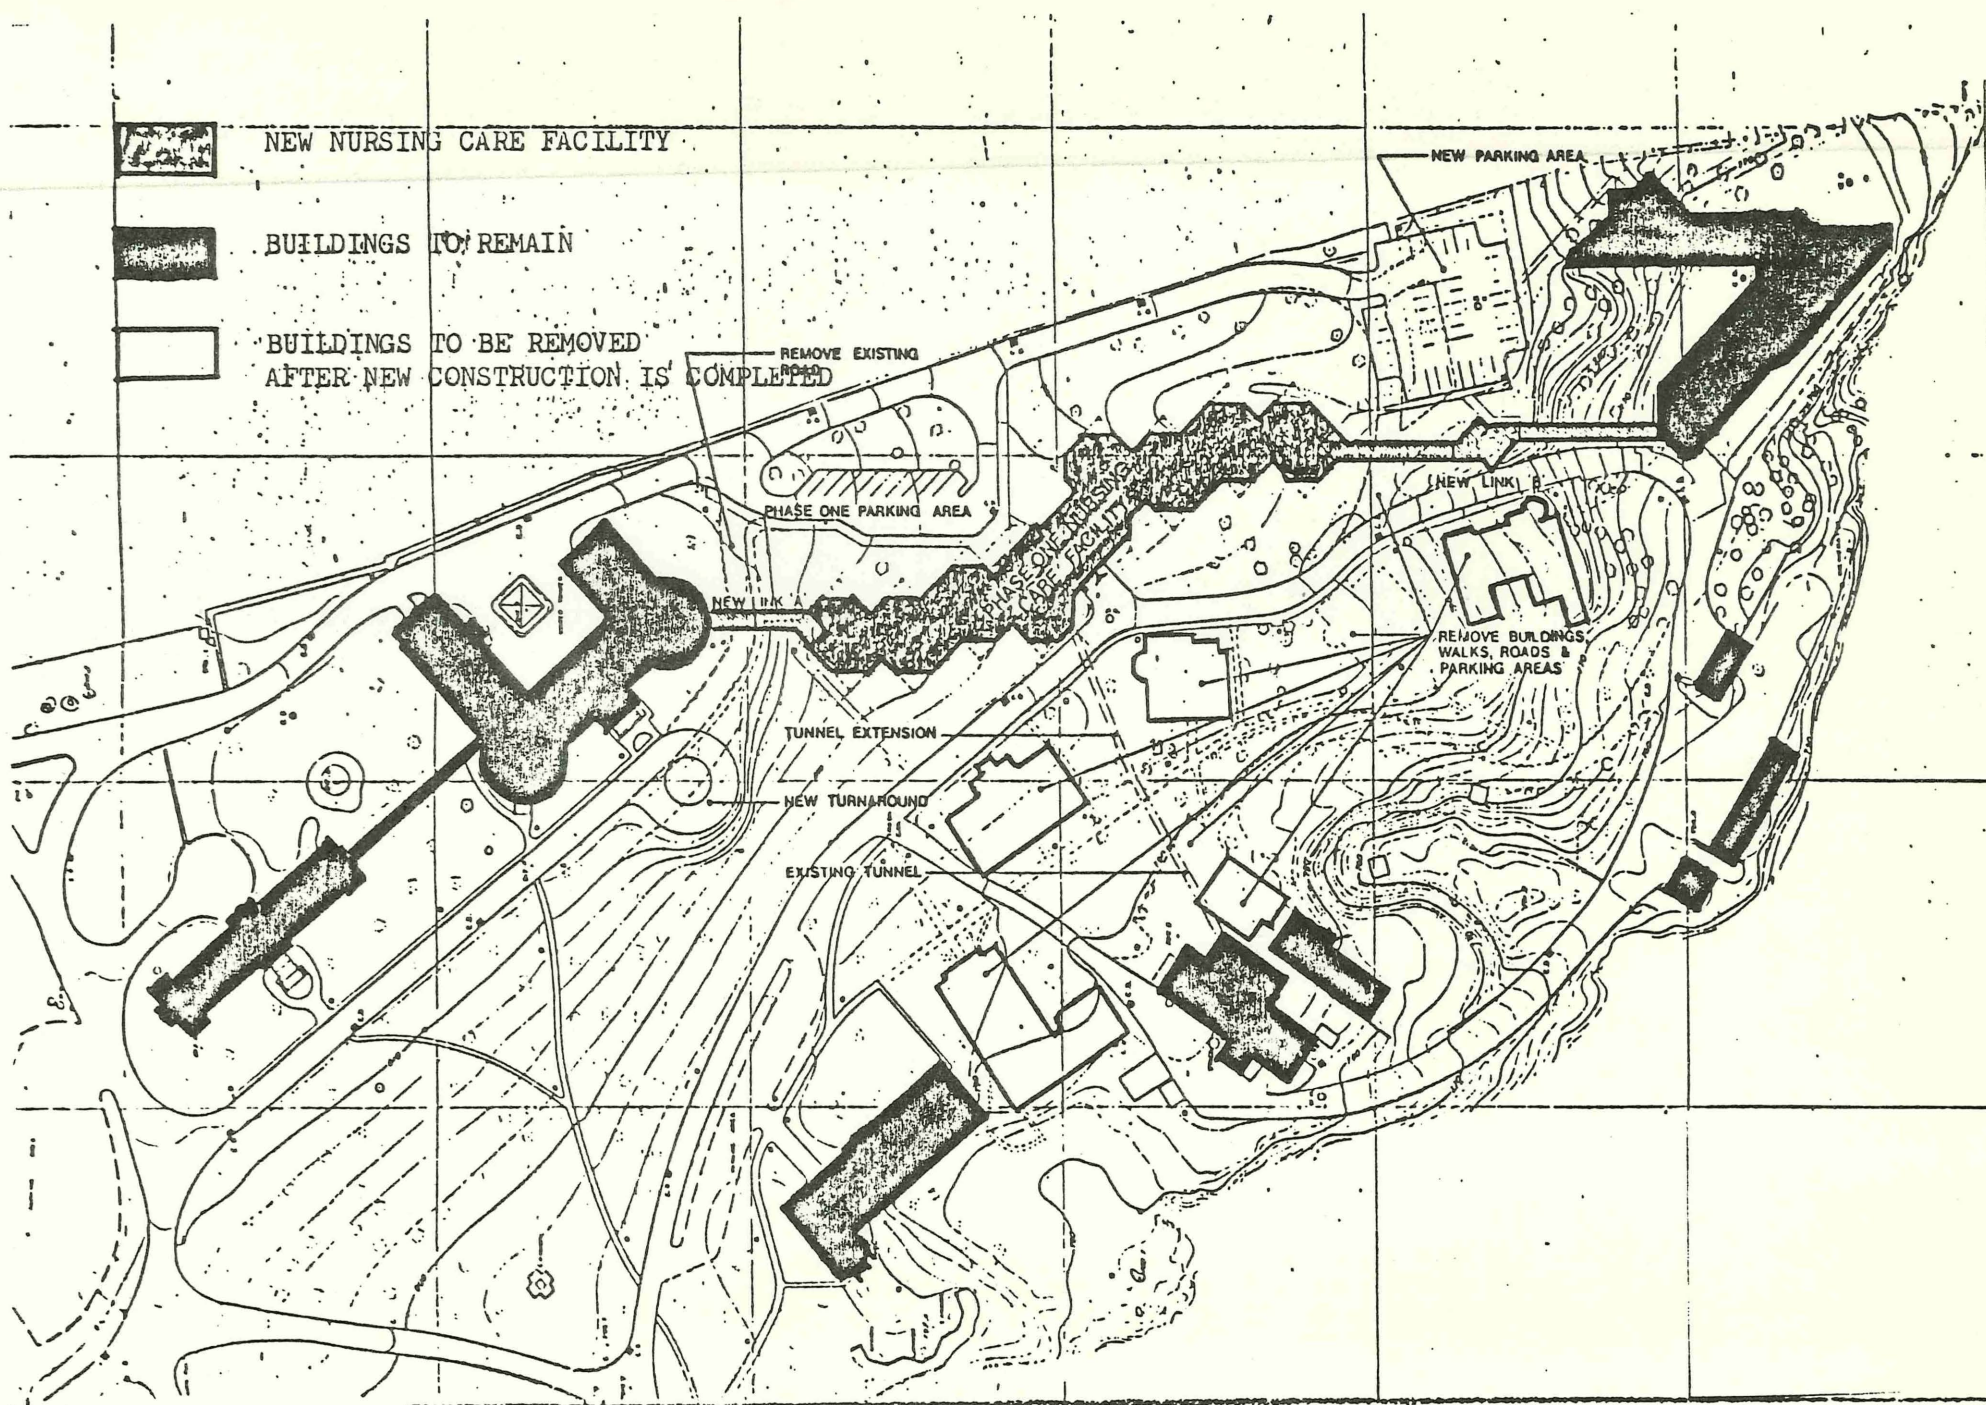 NEW NURSING CARE FACILITY
BUILDINGS TO REMAIN
BUILDINGS TO BE REMOVED
AFTER NEW CONSTRUCTION IS COMPLETED
NEW PARKING AREA
REMOVE EXISTING
ROAD
PHASE ONE PARKING AREA
PHASE ONE NURSING
CARE FACILITY
NEW LINK
NEW LINK A
REMOVE BUILDINGS,
WALKS, ROADS &
PARKING AREAS
TUNNEL EXTENSION
NEW TURNAROUND
EXISTING TUNNEL